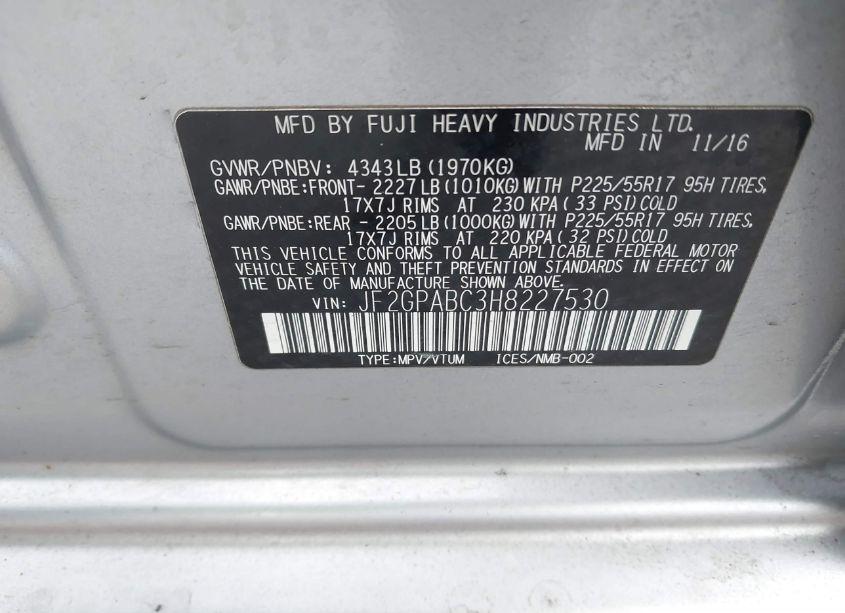 MFD BY FUJI HEAVY INDUSTRIES LTD.
MFD IN 11/16
GVWR/PNBV: 4343LB (1970KG)
GAWR/PNBE:FRONT- 2227 LB (1010KG) WITH P225/55R17 95H TIRES,
17X7J RIMS AT 230 KPA ( 33 PSI) COLD
GAWR/PNBE:REAR - 2205 LB (1000KG) WITH P225/55R17 95H TIRES,
17X7J RIMS AT 220 KPA ( 32 PSI) COLD
THIS VEHICLE CONFORMS TO ALL APPLICABLE FEDERAL MOTOR
VEHICLE SAFETY AND THEFT PREVENTION STANDARDS IN EFFECT ON
THE DATE OF MANUFACTURE SHOWN ABOVE.
VIN: JF2GPABC3H8227530
TYPE:MPV/VTUM ICES/NMB-002